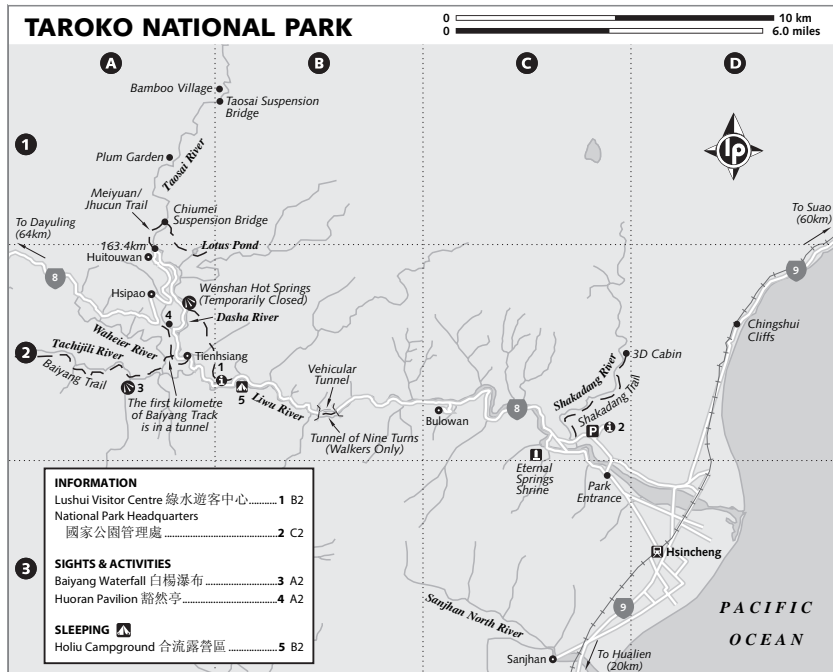 TAROKO NATIONAL PARK
0 10 km
0 6.0 miles
A
B
C
D
1
2
3
Bamboo Village
Taosai Suspension
Bridge
Plum Garden
Taosai River
Meiyuan/
Jhucun Trail
Chiumei
Suspension Bridge
To Dayuling
(64km)
163.4km
Lotus Pond
Huitouwan
8
Hsipao
Wenshan Hot Springs
(Temporarily Closed)
4
Dasha River
Waheier River
Tachijili River
Baiyang Trail
Tienhsiang
3
1
5
The first kilometre
of Baiyang Track
is in a tunnel
Liwu River
Vehicular
Tunnel
Tunnel of Nine Turns
(Walkers Only)
lp
To Suao
(60km)
9
Chingshui
Cliffs
3D Cabin
Shakadang River
Shakadang Trail
Bulowan
8
P
2
Eternal
Springs
Shrine
Park
Entrance
Hsincheng
Sanjhan North River
9
Sanjhan
To Hualien
(20km)
PACIFIC
OCEAN
INFORMATION
Lushui Visitor Centre 綠水遊客中心..........1 B2
National Park Headquarters
國家公園管理處..........2 C2
SIGHTS & ACTIVITIES
Baiyang Waterfall 白楊瀑布..........3 A2
Huoran Pavilion 豁然亭..........4 A2
SLEEPING
Holiu Campground 合流露營區..........5 B2